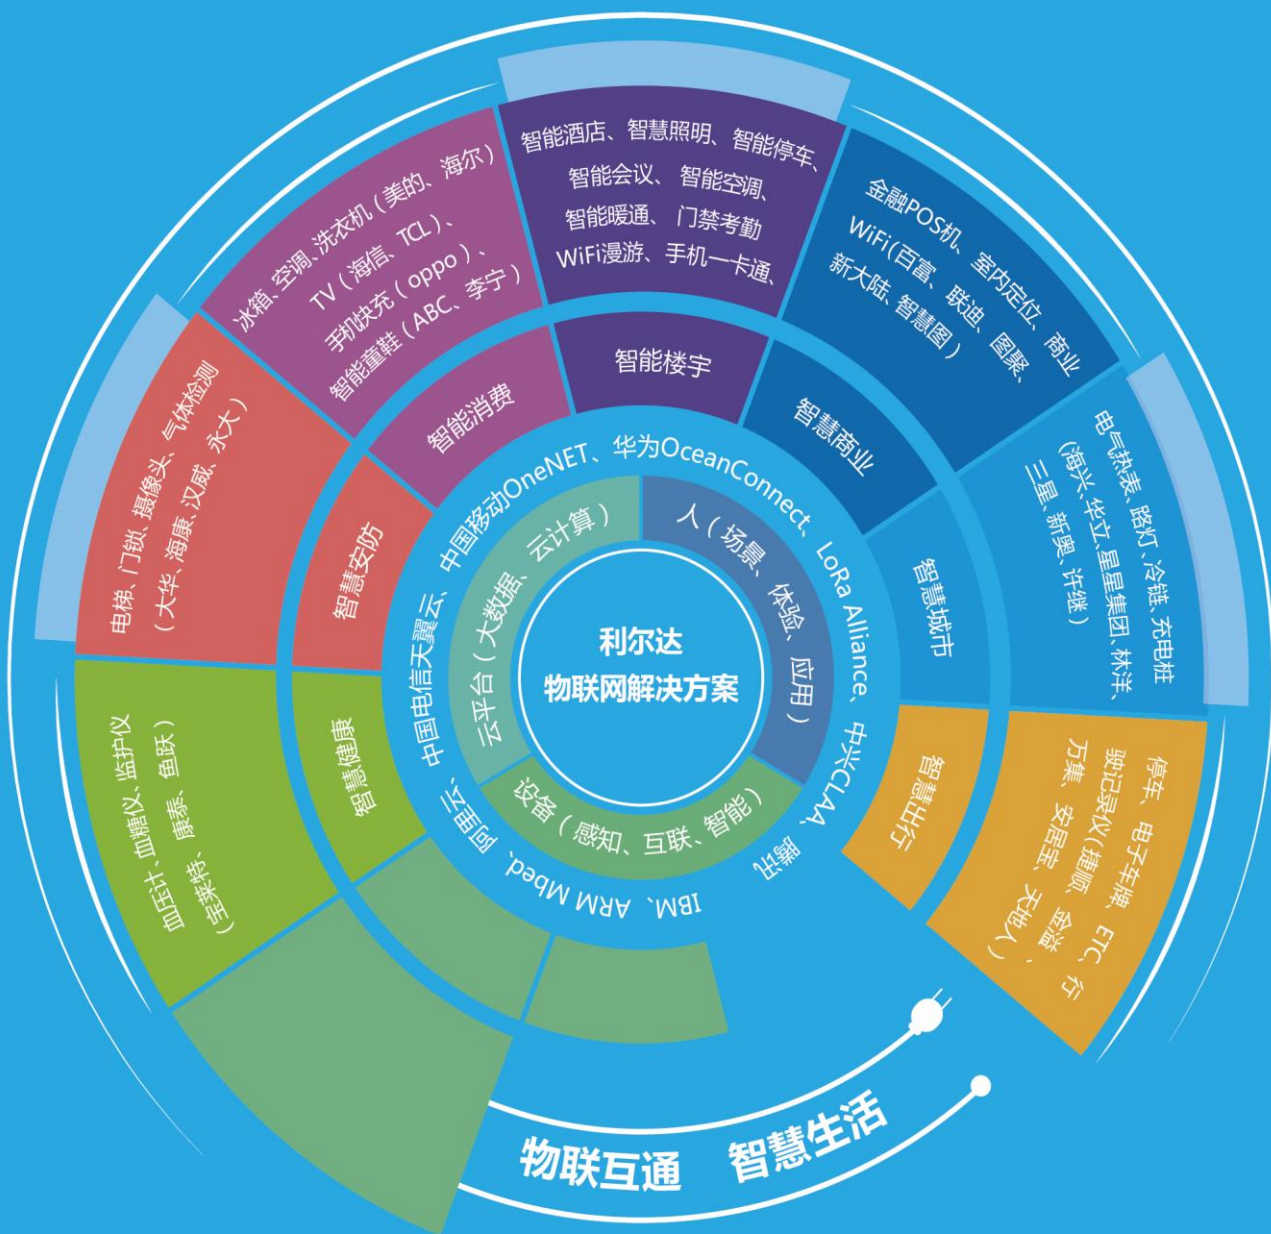 利尔达
物联网解决方案
人（场景、体验、应用）
设备（感知、互联、智能）
云平台（大数据、云计算）
IBM、ARM Mbed、阿里云、中国电信天翼云、中国移动OneNET、华为OceanConnect、LoRa Alliance、中兴CLAA、腾讯
智慧健康
血压计、血糖仪、监护仪
（宝莱特、康泰、鱼跃）
智慧安防
电梯、门锁、摄像头、气体检测
（大华、海康、汉威、永大）
智能消费
冰箱、空调、洗衣机（美的、海尔）
TV（海信、TCL）、
手机快充（oppo）、
智能童鞋（ABC、李宁）
智能楼宇
智能酒店、智慧照明、智能停车、
智能会议、智能空调、
智能暖通、门禁考勤
WiFi漫游、手机一卡通、
智慧商业
金融POS机、室内定位、商业
WiFi(百富、联迪、图聚、
新大陆、智慧图）
智慧城市
电气热表、路灯、冷链、充电桩
(海兴、华立、星星集团、林洋、
三星、新奥、许继）
智慧出行
停车、电子车牌、ETC、行
驶记录仪(捷顺、金溢、
万集、安居宝、天地人）
物联互通 智慧生活